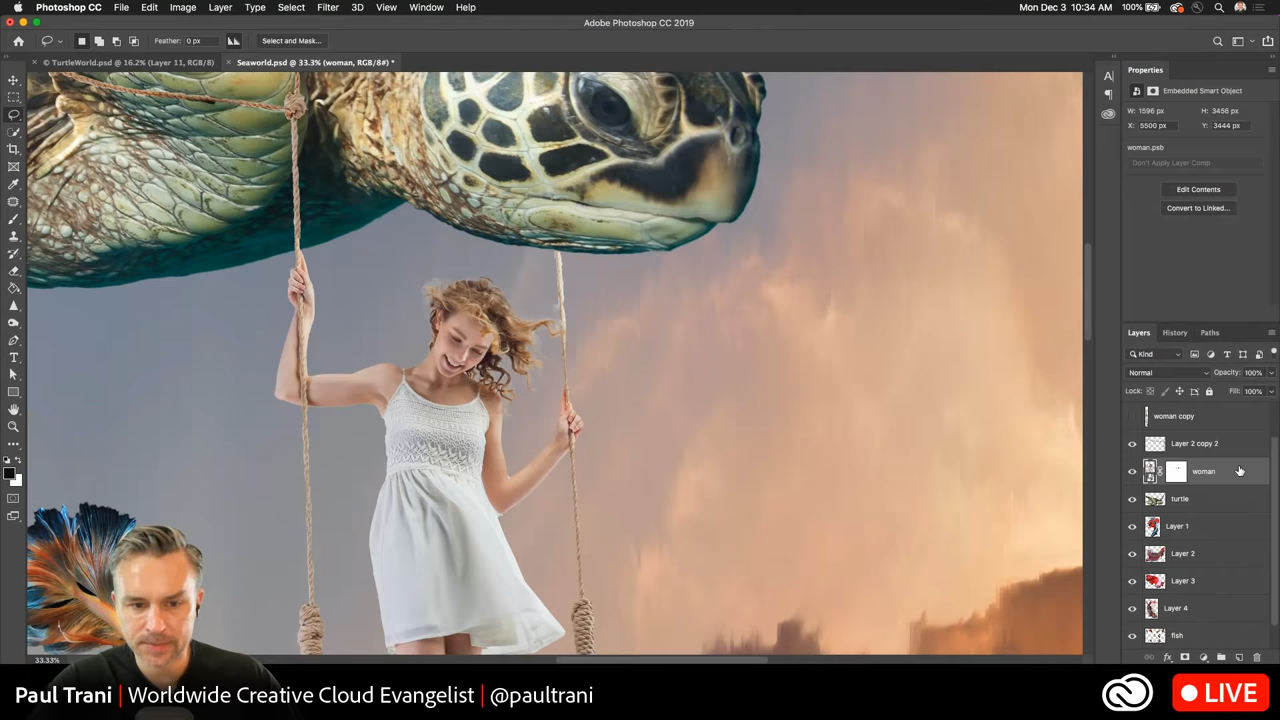 Photoshop CC File Edit Image Layer Type Select Filter 3D View Window Help
100% Mon Dec 3 10:34 AM
Adobe Photoshop CC 2019
Feather: 0 px Select and Mask...
× © TurtleWorld.psd @ 16.2% (Layer 11, RGB/8) × Seaworld.psd @ 33.3% (woman, RGB/8#) *
Properties
Embedded Smart Object
W: 1596 px H: 3456 px
X: 5500 px Y: 3444 px
woman.psb
Don't Apply Layer Comp
Edit Contents
Convert to Linked...
Layers History Paths
Kind
Normal Opacity: 100%
Lock: Fill: 100%
woman copy
Layer 2 copy 2
woman
turtle
Layer 1
Layer 2
Layer 3
Layer 4
fish
33.33%
Paul Trani | Worldwide Creative Cloud Evangelist | @paultrani
LIVE